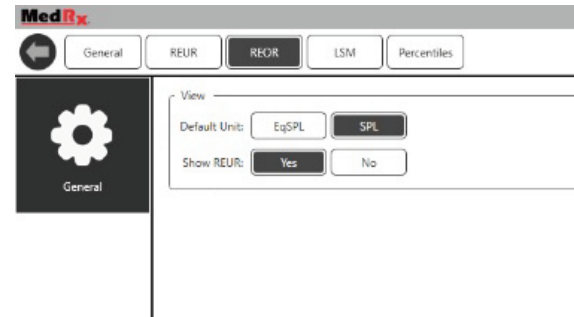 MedRx
General REUR REOR LSM Percentiles
View
Default Unit: EqSPL SPL
Show REUR: Yes No
General